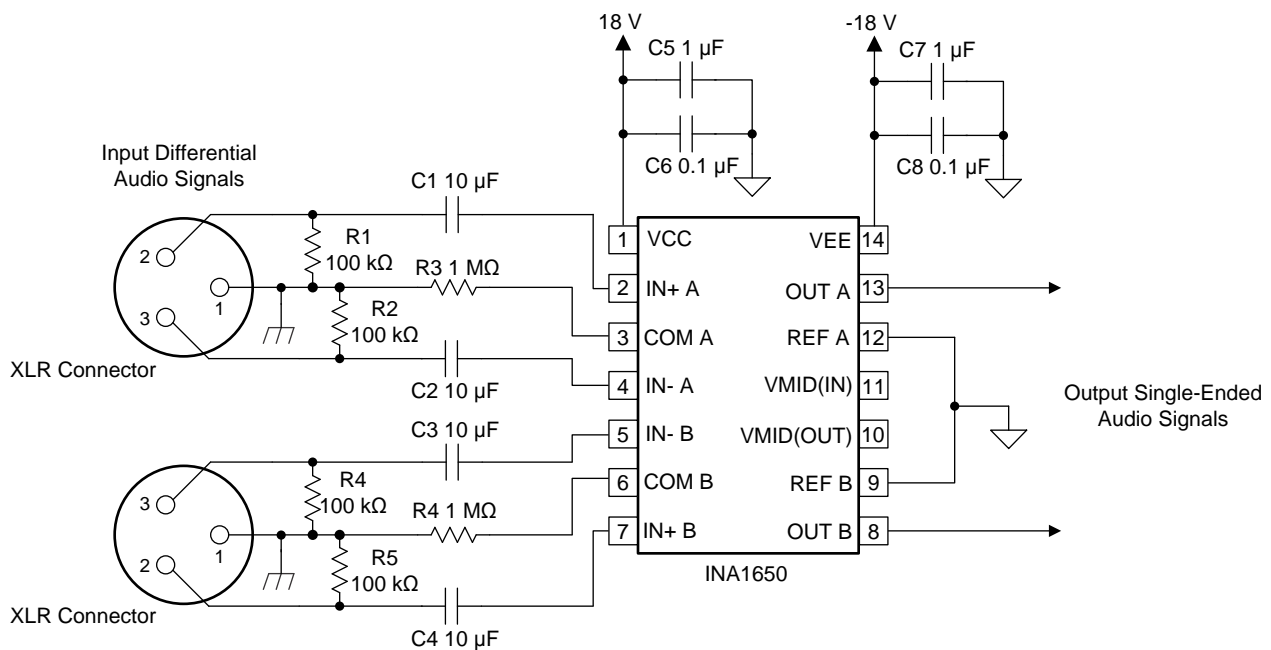 18 V
-18 V
C5 1 µF
C7 1 µF
C6 0.1 µF
C8 0.1 µF
Input Differential
Audio Signals
C1 10 µF
R1
100 kΩ
R3 1 MΩ
R2
100 kΩ
2
1
3
XLR Connector
C2 10 µF
C3 10 µF
R4
100 kΩ
R4 1 MΩ
R5
100 kΩ
3
1
2
XLR Connector
C4 10 µF
1 VCC VEE 14
2 IN+ A OUT A 13
3 COM A REF A 12
4 IN- A VMID(IN) 11
5 IN- B VMID(OUT) 10
6 COM B REF B 9
7 IN+ B OUT B 8
INA1650
Output Single-Ended
Audio Signals